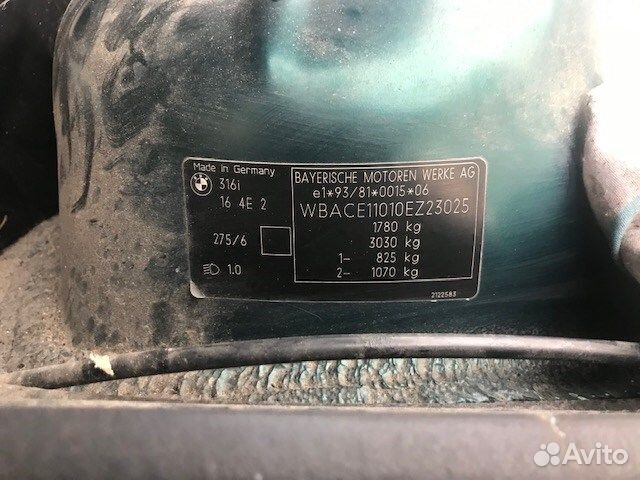 Made in Germany
316i
16 4E 2
275/6
1.0
BAYERISCHE MOTOREN WERKE AG
e1*93/81*0015*06
WBACE11010EZ23025
1780 kg
3030 kg
1- 825 kg
2- 1070 kg
2122583
Avito